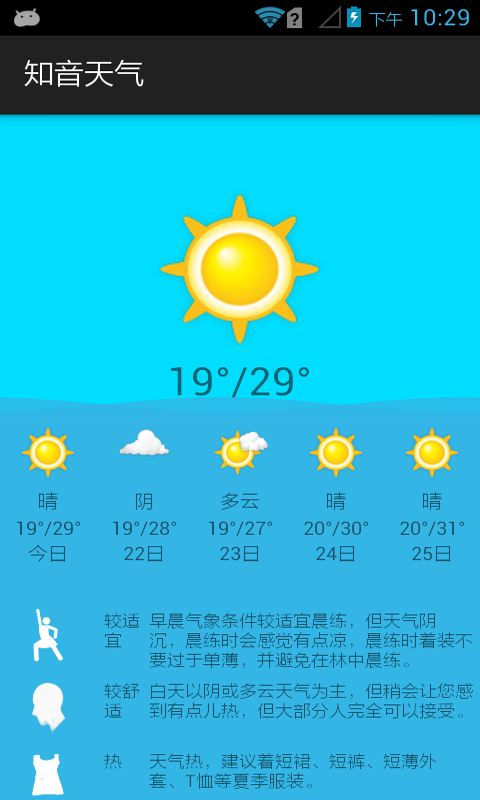 下午 10:29
知音天气
19°/29°
晴 阴 多云 晴 晴
19°/29° 19°/28° 19°/27° 20°/30° 20°/31°
今日 22日 23日 24日 25日
较适 早晨气象条件较适宜晨练，但天气阴
宜 沉，晨练时会感觉有点凉，晨练时着装不
要过于单薄，并避免在林中晨练。
较舒 白天以阴或多云天气为主，但稍会让您感
适 到有点儿热，但大部分人完全可以接受。
热 天气热，建议着短裙、短裤、短薄外
套、T恤等夏季服装。